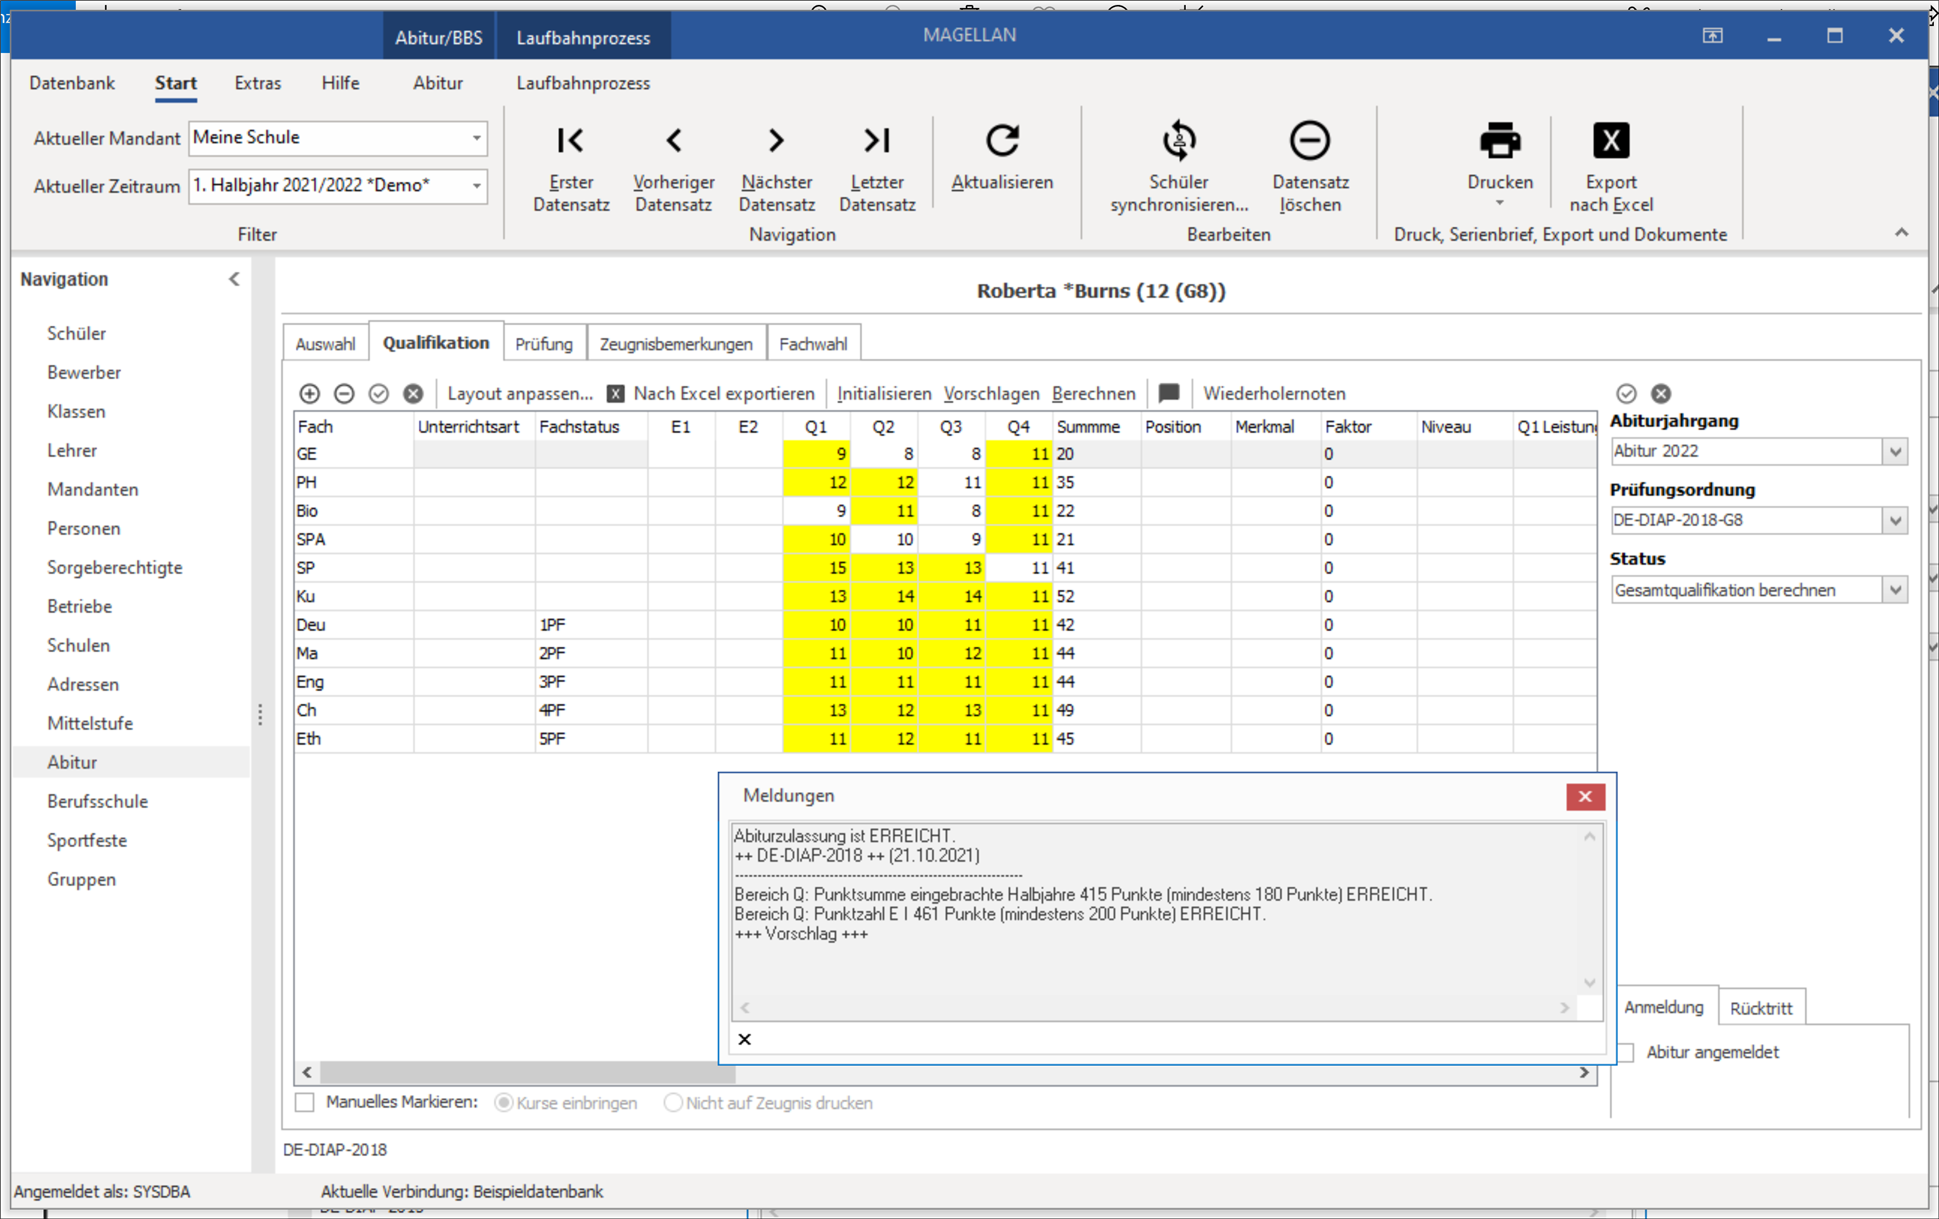 Abitur/BBS Laufbahnprozess MAGELLAN
Datenbank Start Extras Hilfe Abitur Laufbahnprozess
Aktueller Mandant Meine Schule
Aktueller Zeitraum 1. Halbjahr 2021/2022 *Demo*
Filter
Erster Datensatz
Vorheriger Datensatz
Nächster Datensatz
Letzter Datensatz
Aktualisieren
Navigation
Schüler synchronisieren...
Datensatz löschen
Bearbeiten
Drucken
Export nach Excel
Druck, Serienbrief, Export und Dokumente
Navigation
Schüler
Bewerber
Klassen
Lehrer
Mandanten
Personen
Sorgeberechtigte
Betriebe
Schulen
Adressen
Mittelstufe
Abitur
Berufsschule
Sportfeste
Gruppen
Roberta *Burns (12 (G8))
Auswahl Qualifikation Prüfung Zeugnisbemerkungen Fachwahl
Layout anpassen... Nach Excel exportieren Initialisieren Vorschlagen Berechnen Wiederholernoten
Fach Unterrichtsart Fachstatus E1 E2 Q1 Q2 Q3 Q4 Summme Position Merkmal Faktor Niveau Q1 Leistung
GE 9 8 8 11 20 0
PH 12 12 11 11 35 0
Bio 9 11 8 11 22 0
SPA 10 10 9 11 21 0
SP 15 13 13 11 41 0
Ku 13 14 14 11 52 0
Deu 1PF 10 10 11 11 42 0
Ma 2PF 11 10 12 11 44 0
Eng 3PF 11 11 11 11 44 0
Ch 4PF 13 12 13 11 49 0
Eth 5PF 11 12 11 11 45 0
Abiturjahrgang
Abitur 2022
Prüfungsordnung
DE-DIAP-2018-G8
Status
Gesamtqualifikation berechnen
Meldungen
Abiturzulassung ist ERREICHT.
++ DE-DIAP-2018 ++ (21.10.2021)
----------------------------------------------------------------
Bereich Q: Punktsumme eingebrachte Halbjahre 415 Punkte (mindestens 180 Punkte) ERREICHT.
Bereich Q: Punktzahl E I 461 Punkte (mindestens 200 Punkte) ERREICHT.
+++ Vorschlag +++
Anmeldung Rücktritt
Abitur angemeldet
Manuelles Markieren: Kurse einbringen Nicht auf Zeugnis drucken
DE-DIAP-2018
Angemeldet als: SYSDBA Aktuelle Verbindung: Beispieldatenbank